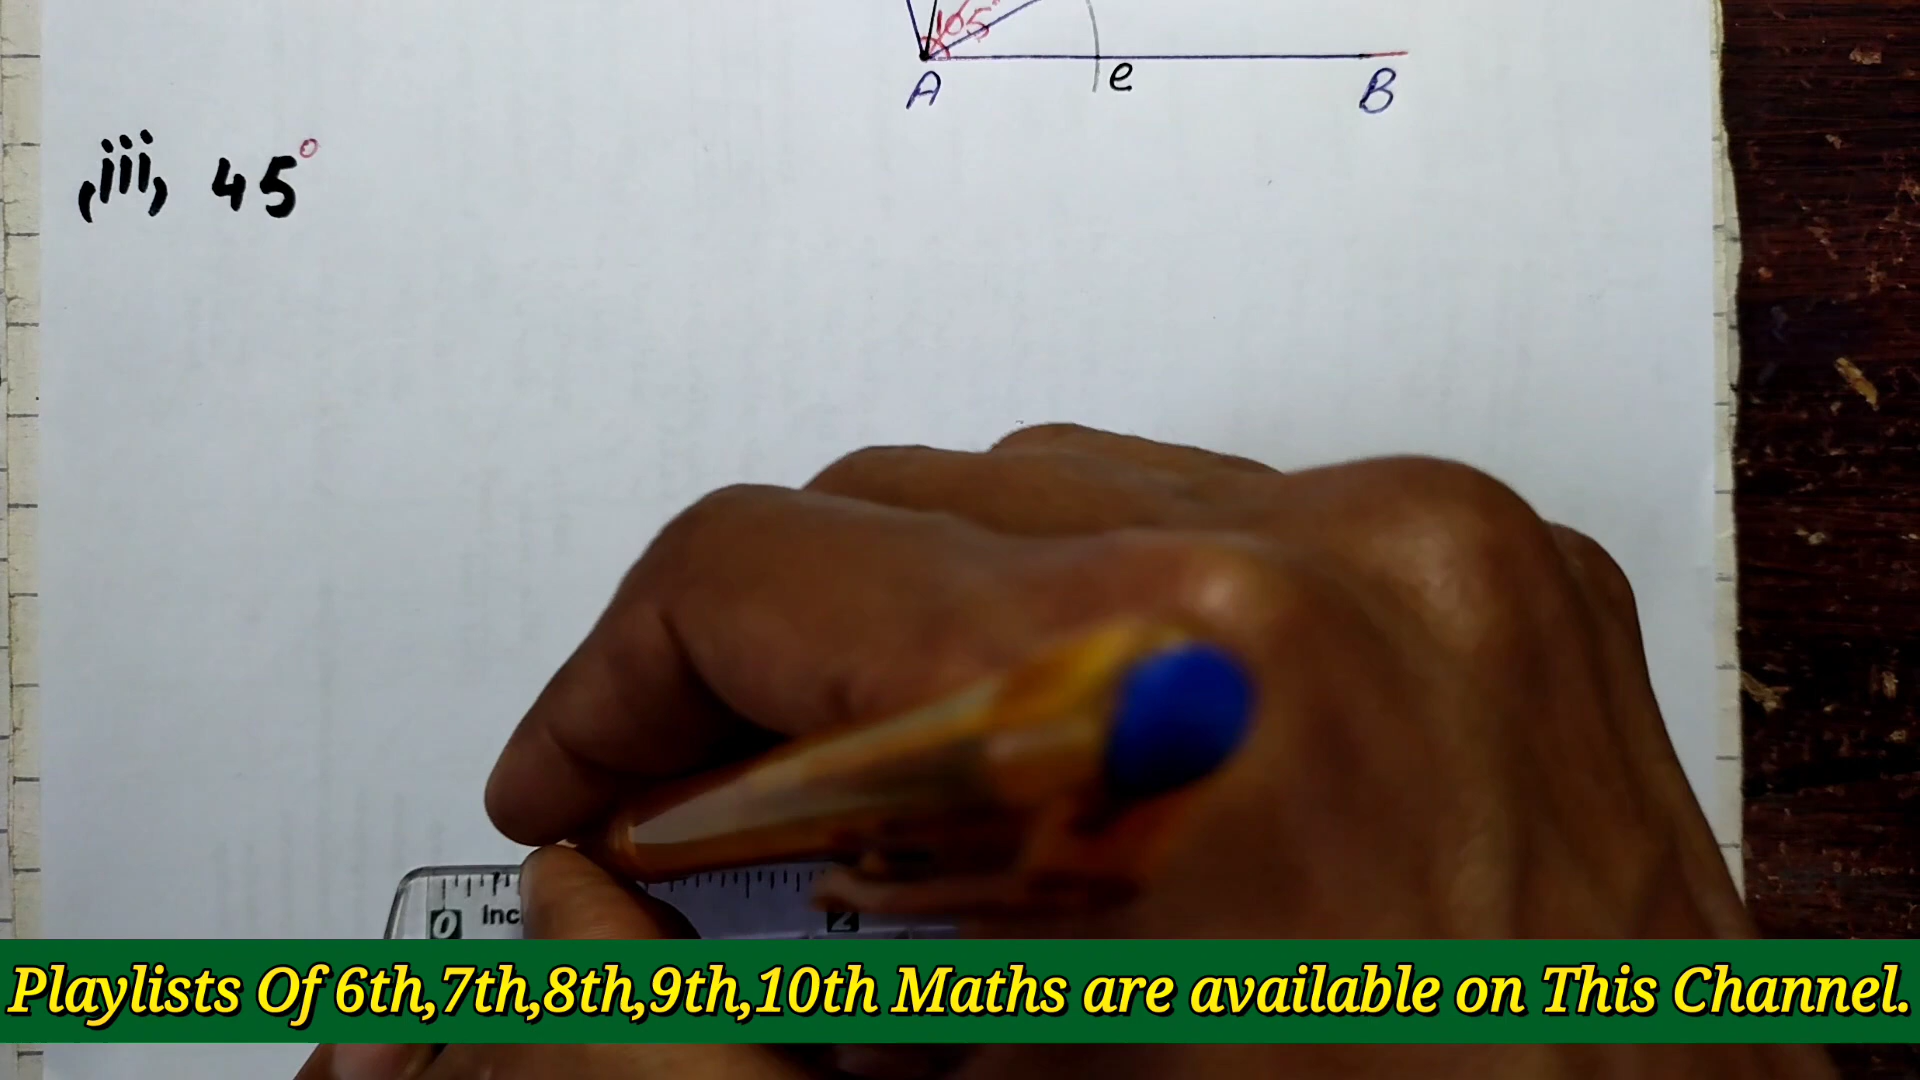 105°
A e B
,iii, 45°
0 Inc 2
Playlists Of 6th,7th,8th,9th,10th Maths are available on This Channel.